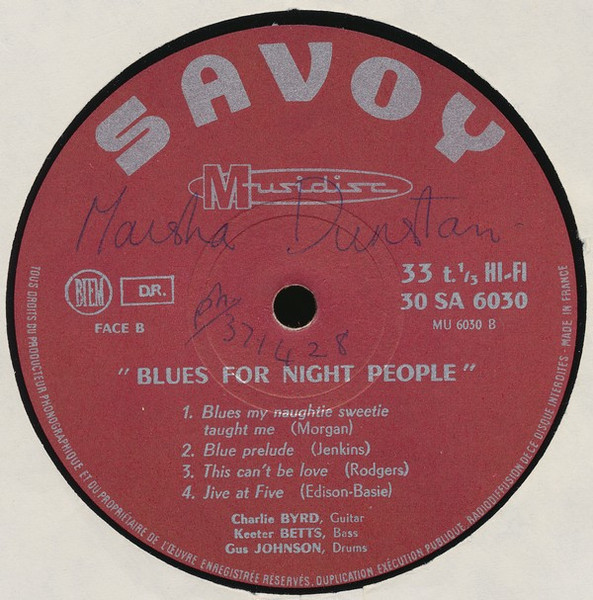 SAVOY
Musidisc
Marsha Dunstan
BIEM D.R.
33 t.⅓ HI-FI
30 SA 6030
FACE B
MU 6030 B
ph.
371428
"BLUES FOR NIGHT PEOPLE"
1. Blues my naughtie sweetie
taught me (Morgan)
2. Blue prelude (Jenkins)
3. This can't be love (Rodgers)
4. Jive at Five (Edison-Basie)
Charlie BYRD, Guitar
Keeter BETTS, Bass
Gus JOHNSON, Drums
TOUS DROITS DU PRODUCTEUR PHONOGRAPHIQUE ET DU PROPRIÉTAIRE DE L'ŒUVRE ENREGISTRÉE RÉSERVÉS, DUPLICATION, EXÉCUTION PUBLIQUE, RADIODIFFUSION DE CE DISQUE INTERDITES - MADE IN FRANCE